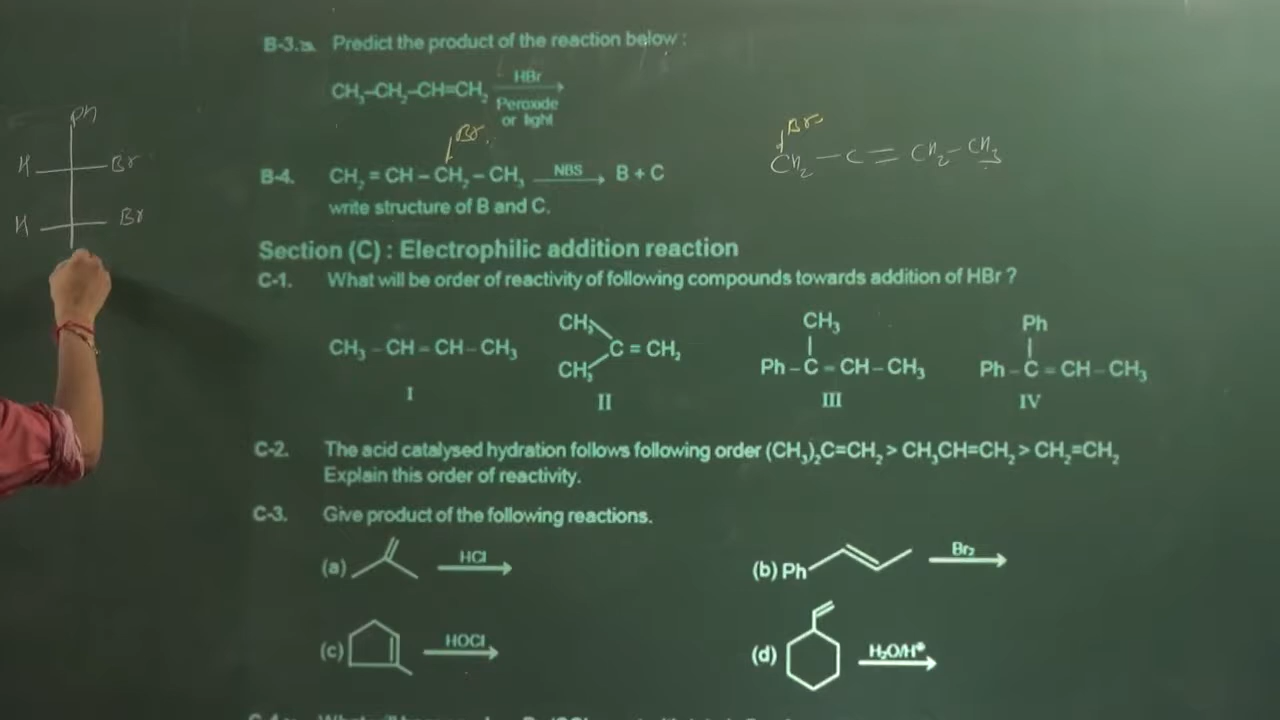 B-3. Predict the product of the reaction below :
CH₃–CH₂–CH=CH₂ HBr Peroxide or light
Br
B-4. CH₂ = CH – CH₂ – CH₃ NBS B + C
write structure of B and C.
Br
CH₂ – C = CH₂ – CH₃
Ph
H Br
H Br
Section (C) : Electrophilic addition reaction
C-1. What will be order of reactivity of following compounds towards addition of HBr ?
CH₃ – CH = CH – CH₃
I
CH₃
C = CH₂
CH₃
II
CH₃
Ph – C = CH – CH₃
III
Ph
Ph – C = CH – CH₃
IV
C-2. The acid catalysed hydration follows following order (CH₃)₂C=CH₂ > CH₃CH=CH₂ > CH₂=CH₂
Explain this order of reactivity.
C-3. Give product of the following reactions.
(a) HCl
(b) Ph Br₂
(c) HOCl
(d) H₂O/H⊕